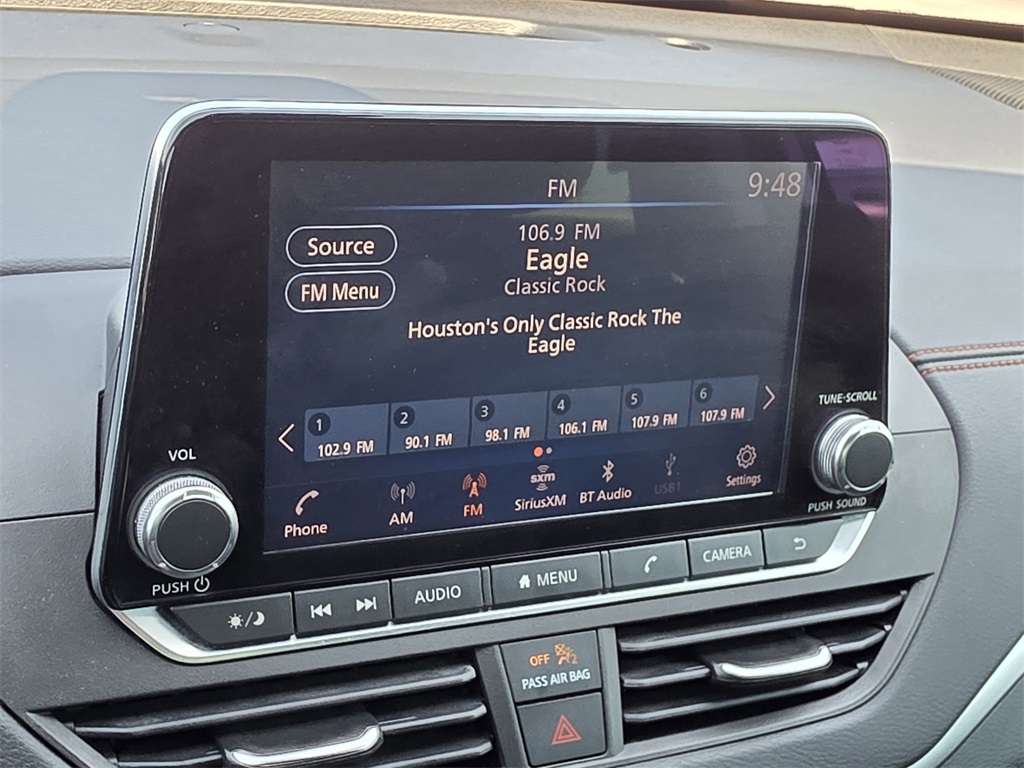 FM
9:48
Source
106.9 FM
Eagle
Classic Rock
FM Menu
Houston's Only Classic Rock The
Eagle
1
102.9 FM
2
90.1 FM
3
98.1 FM
4
106.1 FM
5
107.9 FM
6
107.9 FM
TUNE·SCROLL
PUSH SOUND
VOL
PUSH
Phone
AM
FM
sxm
SiriusXM
BT Audio
USB1
Settings
AUDIO
MENU
CAMERA
OFF
2
PASS AIR BAG